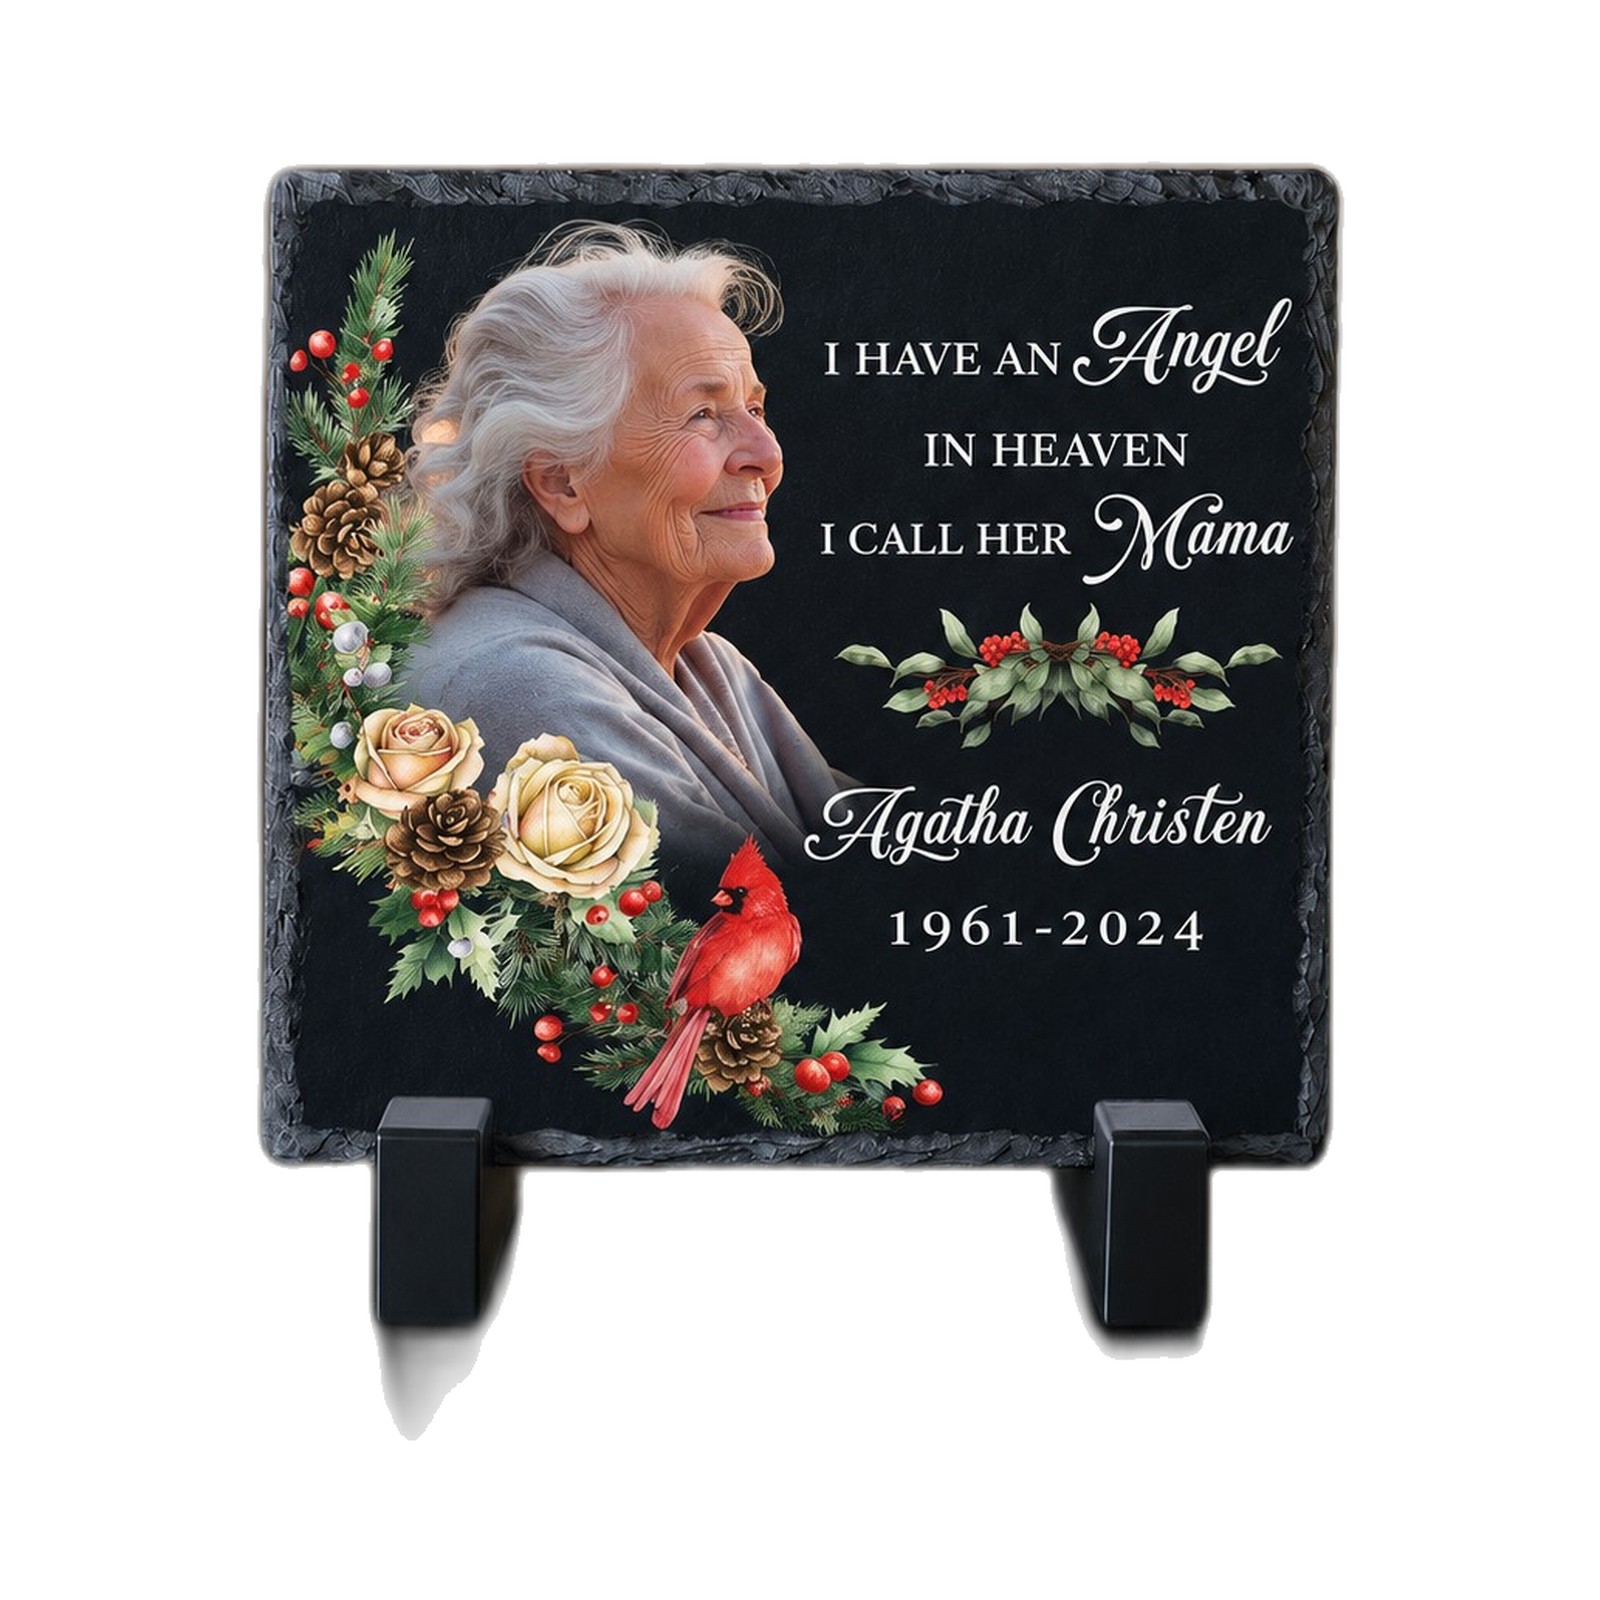 I HAVE AN Angel
IN HEAVEN
I CALL HER Mama
Agatha Christen
1961-2024